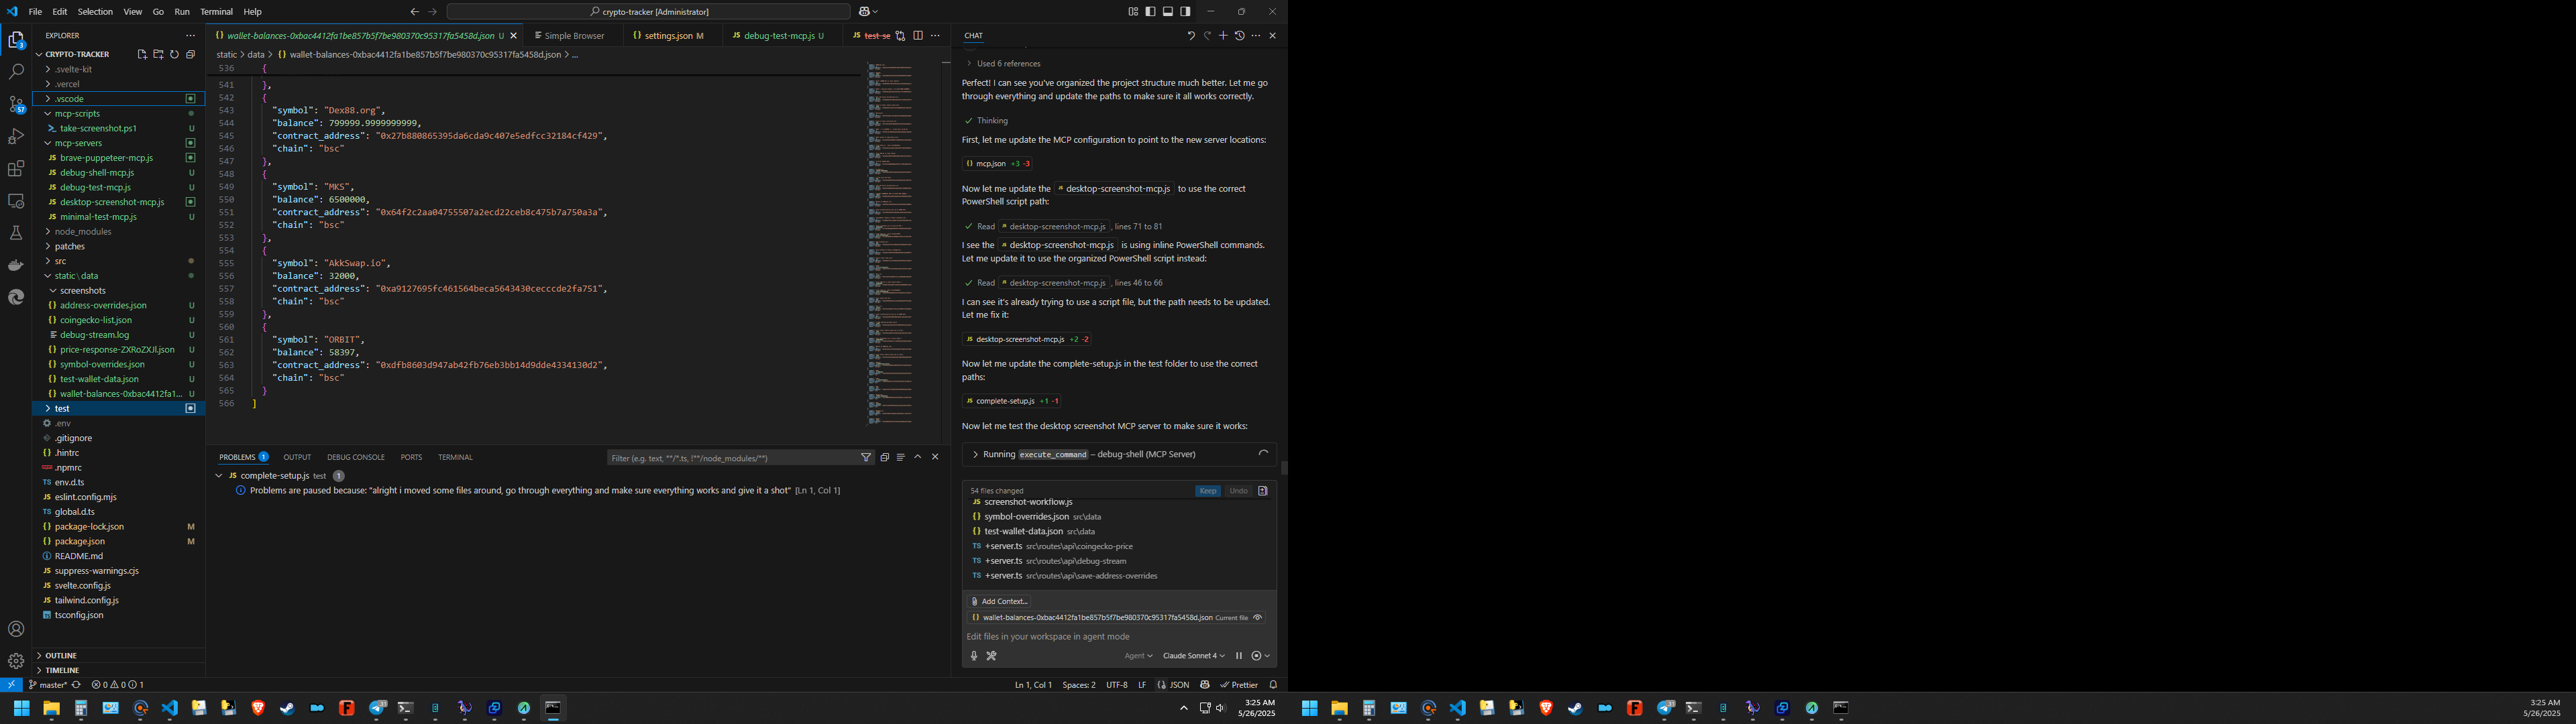 File Edit Selection View Go Run Terminal Help
crypto-tracker [Administrator]
EXPLORER
CRYPTO-TRACKER
.svelte-kit
.vercel
.vscode
mcp-scripts
take-screenshot.ps1 U
mcp-servers
brave-puppeteer-mcp.js
debug-shell-mcp.js U
debug-test-mcp.js U
desktop-screenshot-mcp.js
minimal-test-mcp.js U
node_modules
patches
src
static\data
screenshots
address-overrides.json U
coingecko-list.json U
debug-stream.log U
price-response-ZXRoZXJl.json U
symbol-overrides.json U
test-wallet-data.json U
wallet-balances-0xbac4412fa1... U
test
.env
.gitignore
.hintrc
.npmrc
env.d.ts
eslint.config.mjs
global.d.ts
package-lock.json M
package.json M
README.md
suppress-warnings.cjs
svelte.config.js
tailwind.config.js
tsconfig.json
OUTLINE
TIMELINE
3
57
wallet-balances-0xbac4412fa1be857b5f7be980370c95317fa5458d.json U
Simple Browser
settings.json M
debug-test-mcp.js U
test-se
static > data > {} wallet-balances-0xbac4412fa1be857b5f7be980370c95317fa5458d.json > ...
536 {
541 },
542 {
543 "symbol": "Dex88.org",
544 "balance": 799999.9999999999,
545 "contract_address": "0x27b880865395da6cda9c407e5edfcc32184cf429",
546 "chain": "bsc"
547 },
548 {
549 "symbol": "MKS",
550 "balance": 6500000,
551 "contract_address": "0x64f2c2aa04755507a2ecd22ceb8c475b7a750a3a",
552 "chain": "bsc"
553 },
554 {
555 "symbol": "AkkSwap.io",
556 "balance": 32000,
557 "contract_address": "0xa9127695fc461564beca5643430cecccde2fa751",
558 "chain": "bsc"
559 },
560 {
561 "symbol": "ORBIT",
562 "balance": 58397,
563 "contract_address": "0xdfb8603d947ab42fb76eb3bb14d9dde4334130d2",
564 "chain": "bsc"
565 }
566 ]
PROBLEMS 1 OUTPUT DEBUG CONSOLE PORTS TERMINAL
Filter (e.g. text, **/*.ts, !**/node_modules/**)
complete-setup.js test 1
Problems are paused because: "alright i moved some files around, go through everything and make sure everything works and give it a shot" [Ln 1, Col 1]
CHAT
Used 6 references
Perfect! I can see you've organized the project structure much better. Let me go
through everything and update the paths to make sure it all works correctly.
Thinking
First, let me update the MCP configuration to point to the new server locations:
mcp.json +3 -3
Now let me update the desktop-screenshot-mcp.js to use the correct
PowerShell script path:
Read desktop-screenshot-mcp.js, lines 71 to 81
I see the desktop-screenshot-mcp.js is using inline PowerShell commands.
Let me update it to use the organized PowerShell script instead:
Read desktop-screenshot-mcp.js, lines 46 to 66
I can see it's already trying to use a script file, but the path needs to be updated.
Let me fix it:
desktop-screenshot-mcp.js +2 -2
Now let me update the complete-setup.js in the test folder to use the correct
paths:
complete-setup.js +1 -1
Now let me test the desktop screenshot MCP server to make sure it works:
Running execute_command – debug-shell (MCP Server)
54 files changed Keep Undo
screenshot-workflow.js
symbol-overrides.json src\data
test-wallet-data.json src\data
+server.ts src\routes\api\coingecko-price
+server.ts src\routes\api\debug-stream
+server.ts src\routes\api\save-address-overrides
Add Context...
wallet-balances-0xbac4412fa1be857b5f7be980370c95317fa5458d.json Current file
Edit files in your workspace in agent mode
Agent Claude Sonnet 4
master* 0 0 1
Ln 1, Col 1 Spaces: 2 UTF-8 LF JSON Prettier
3:25 AM
5/26/2025
3:25 AM
5/26/2025